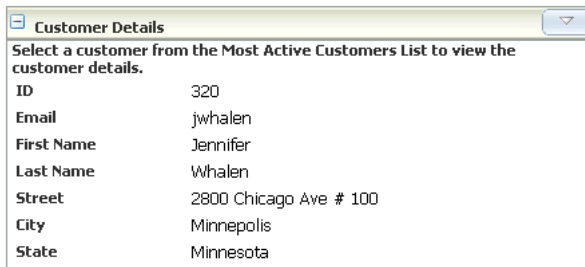 Customer Details
Select a customer from the Most Active Customers List to view the
customer details.
ID 320
Email jwhalen
First Name Jennifer
Last Name Whalen
Street 2800 Chicago Ave # 100
City Minnepolis
State Minnesota